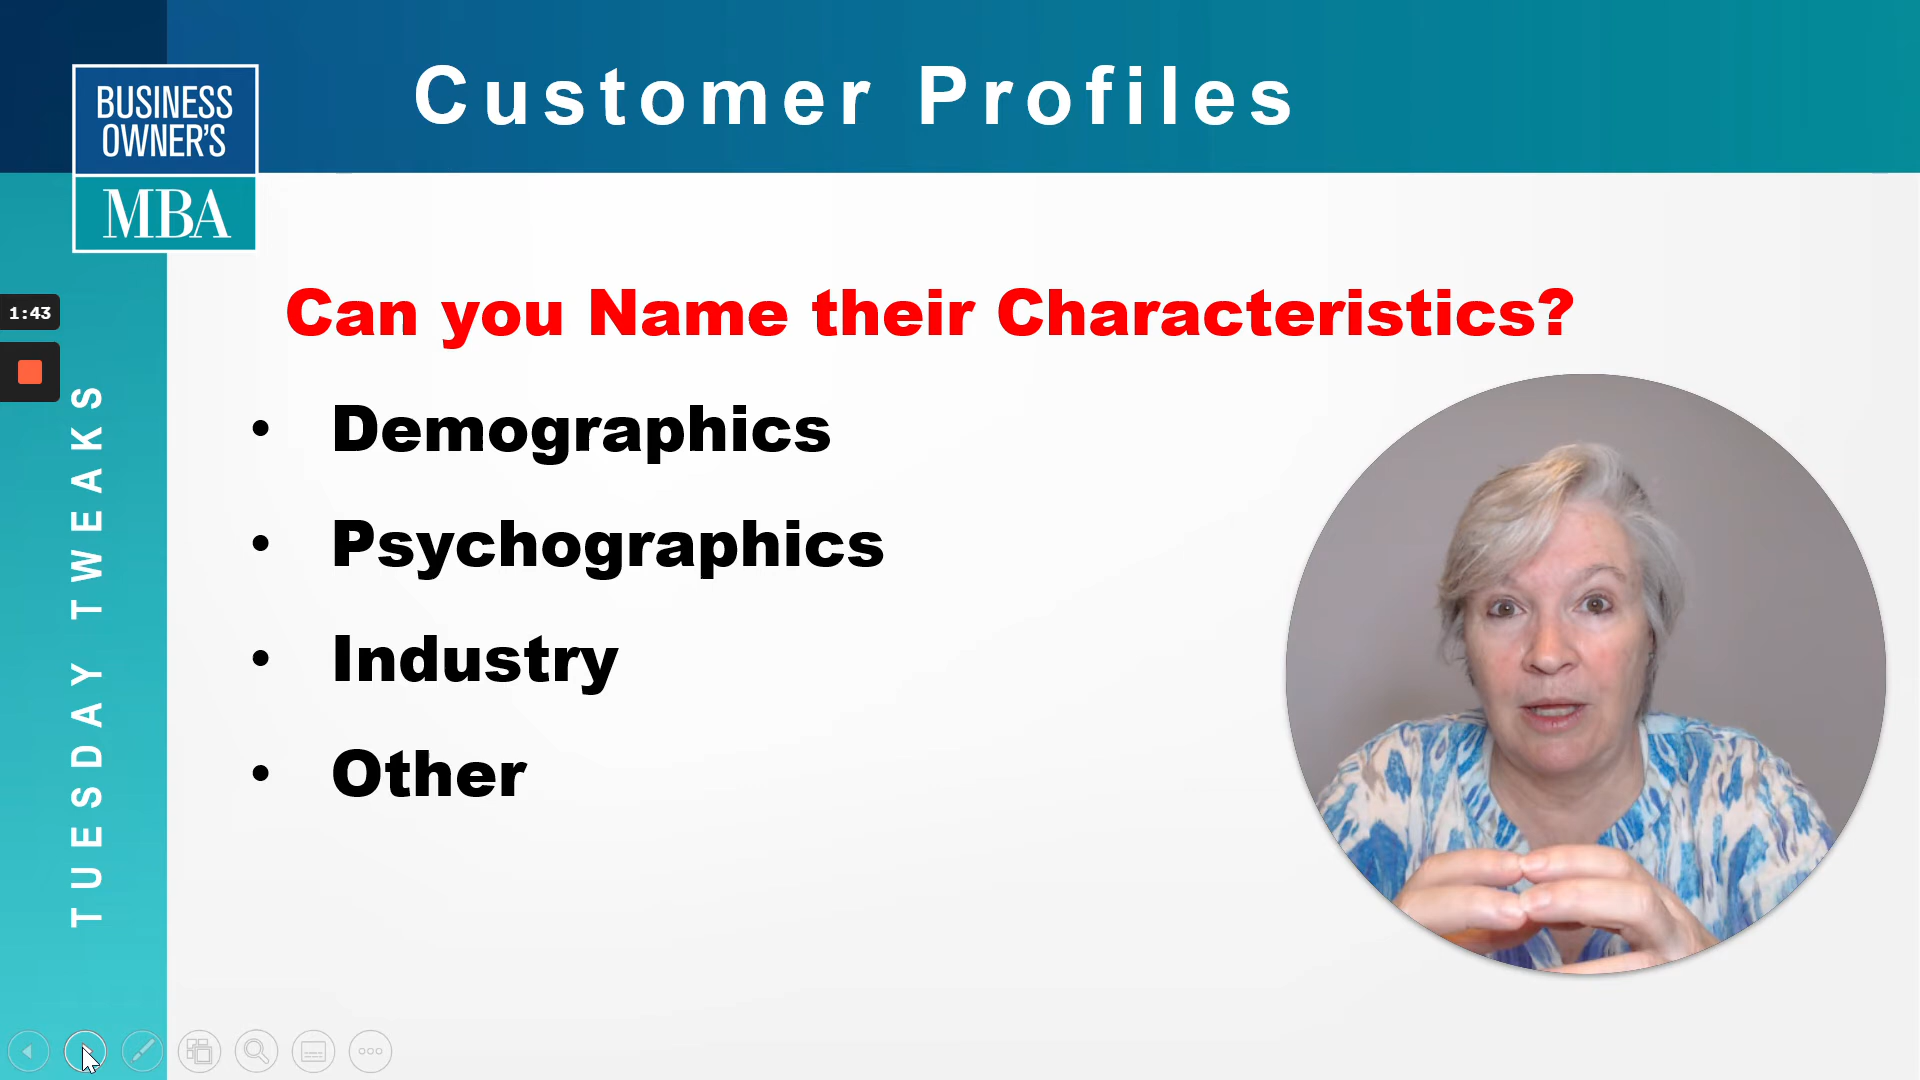 Customer Profiles
BUSINESS
OWNER'S
MBA
1:43
TUESDAY TWEAKS
Can you Name their Characteristics?
• Demographics
• Psychographics
• Industry
• Other